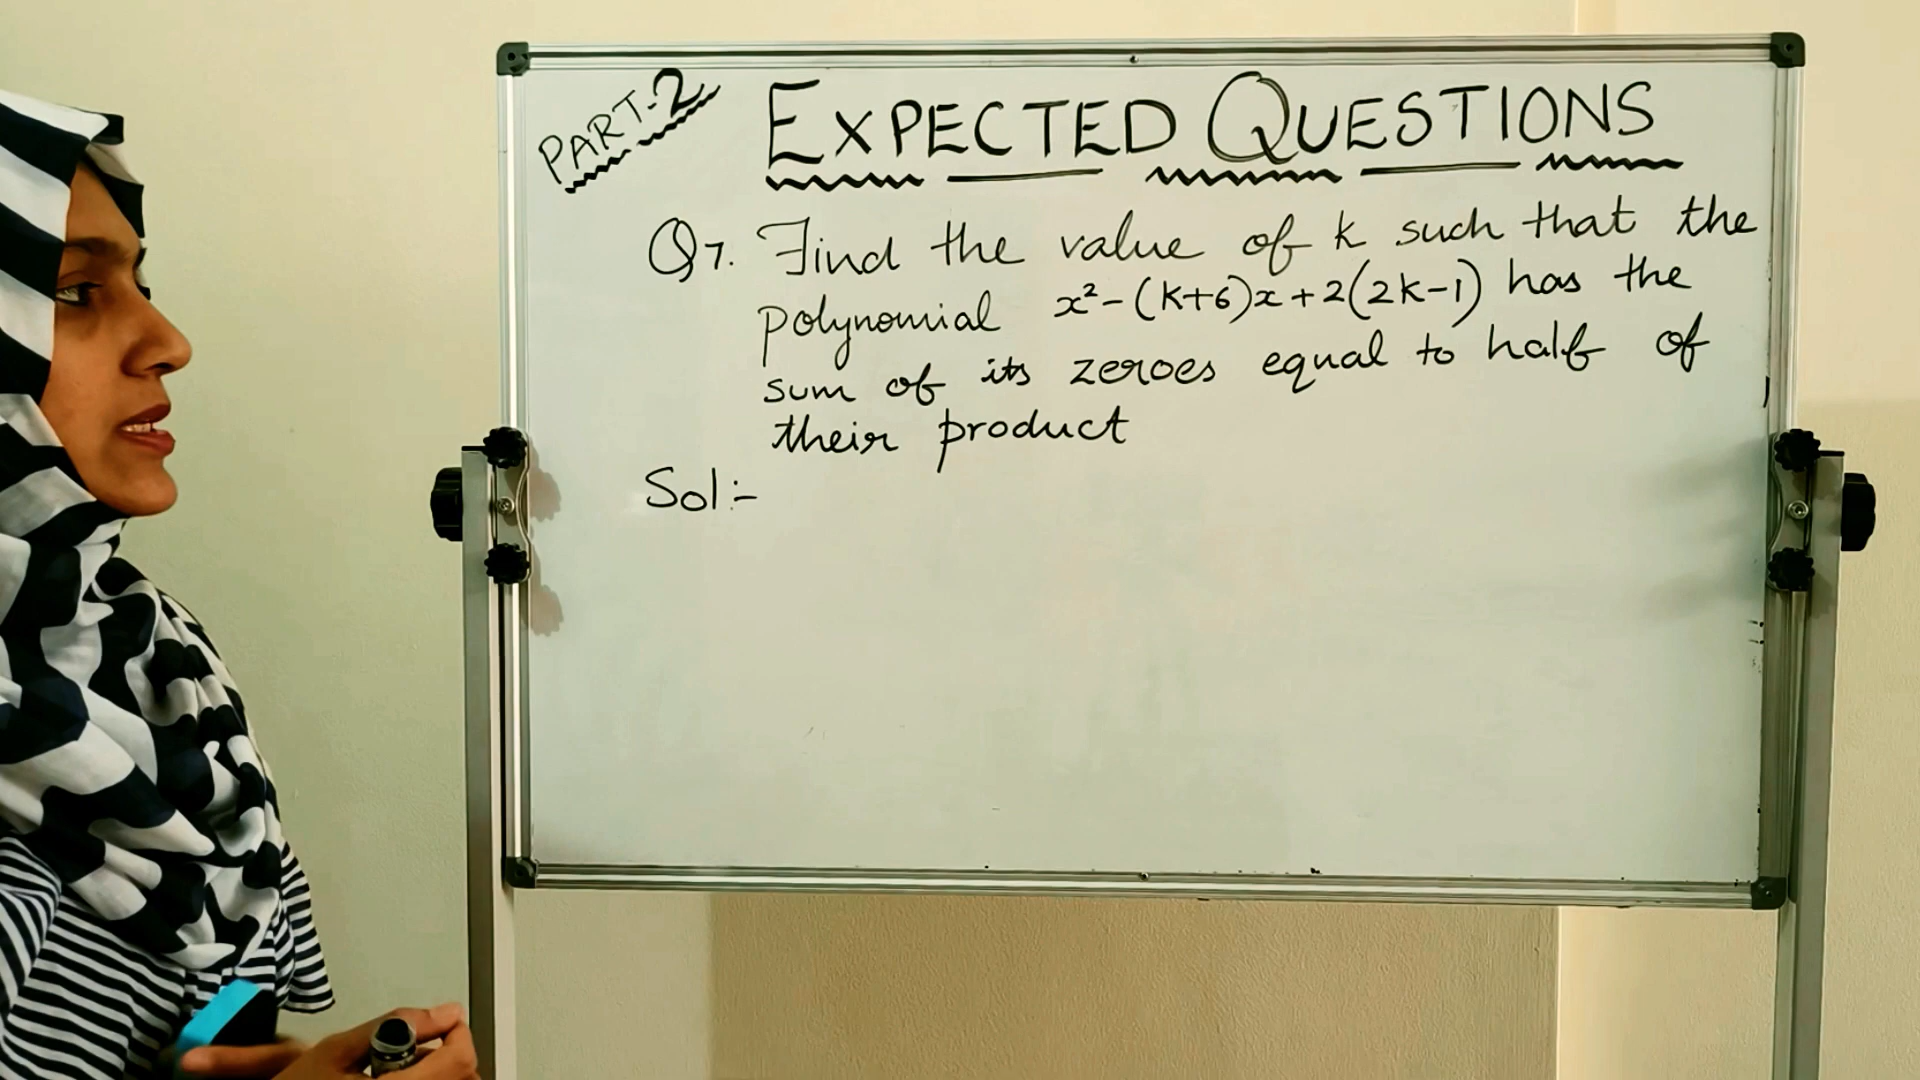 PART-2
EXPECTED QUESTIONS
Q7. Find the value of k such that the
polynomial x²-(k+6)x+2(2k-1) has the
sum of its zeroes equal to half of
their product
Sol:-